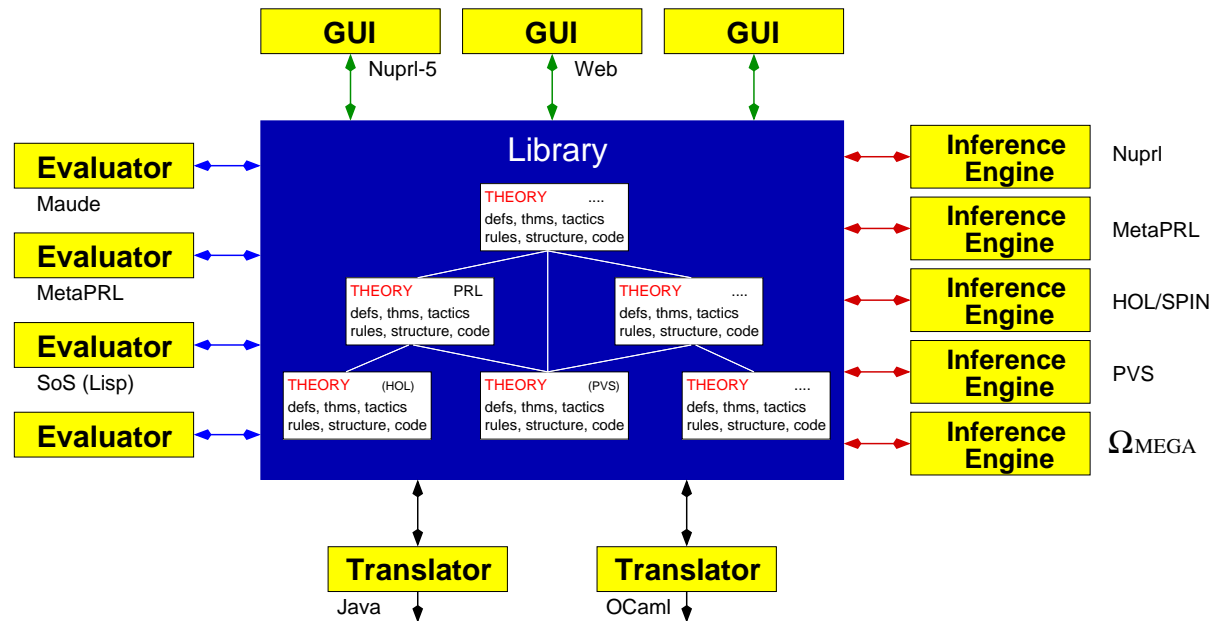 GUI
GUI
GUI
Nuprl-5
Web
Library
Evaluator
Maude
Evaluator
MetaPRL
Evaluator
SoS (Lisp)
Evaluator
THEORY ....
defs, thms, tactics
rules, structure, code
THEORY PRL
defs, thms, tactics
rules, structure, code
THEORY ....
defs, thms, tactics
rules, structure, code
THEORY (HOL)
defs, thms, tactics
rules, structure, code
THEORY (PVS)
defs, thms, tactics
rules, structure, code
THEORY ....
defs, thms, tactics
rules, structure, code
Inference
Engine
Nuprl
Inference
Engine
MetaPRL
Inference
Engine
HOL/SPIN
Inference
Engine
PVS
Inference
Engine
ΩMEGA
Translator
Java
Translator
OCaml